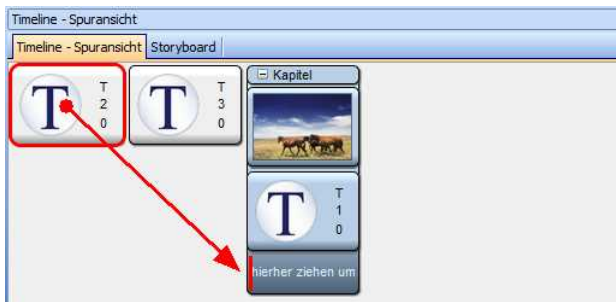 Timeline - Spuransicht
Timeline - Spuransicht Storyboard
T T 2 0
T T 3 0
Kapitel
T T 1 0
hierher ziehen um